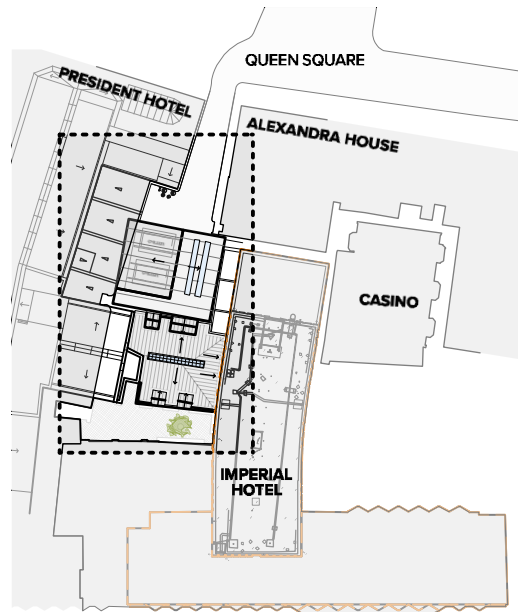 QUEEN SQUARE
PRESIDENT HOTEL
ALEXANDRA HOUSE
CASINO
IMPERIAL
HOTEL